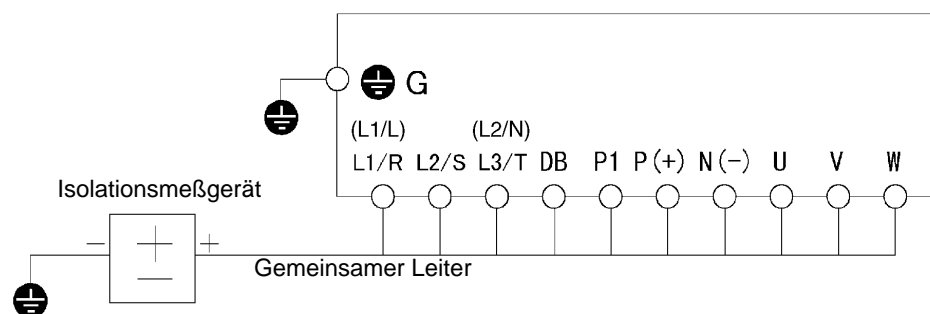 G
(L1/L) (L2/N)
L1/R L2/S L3/T DB P1 P(+) N(-) U V W
Isolationsmeßgerät
− + − +
Gemeinsamer Leiter